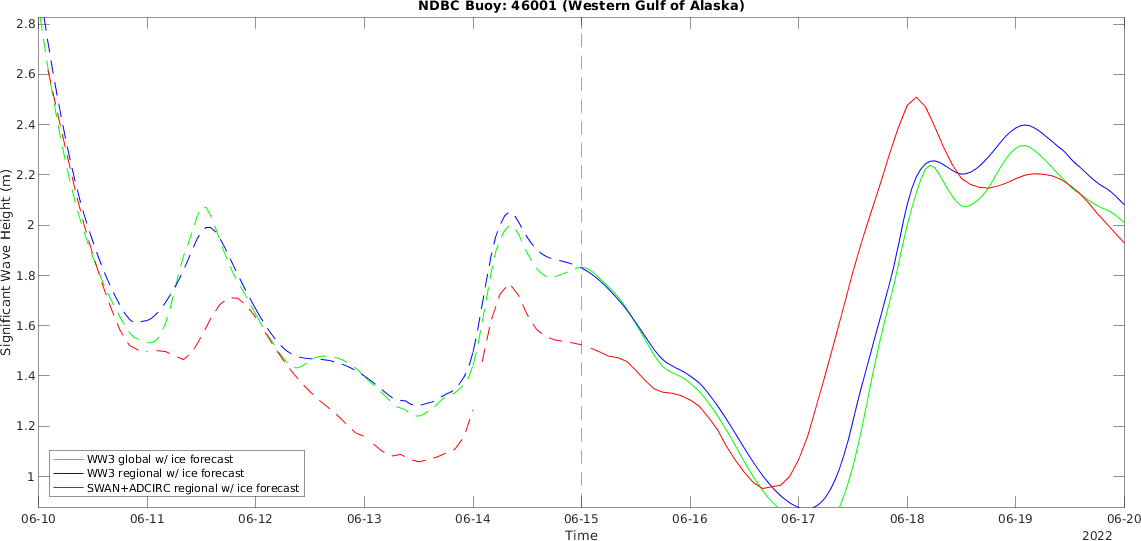 NDBC Buoy: 46001 (Western Gulf of Alaska)
Significant Wave Height (m)
2.8
2.6
2.4
2.2
2
1.8
1.6
1.4
1.2
1
WW3 global w/ ice forecast
WW3 regional w/ ice forecast
SWAN+ADCIRC regional w/ ice forecast
06-10 06-11 06-12 06-13 06-14 06-15 06-16 06-17 06-18 06-19 06-20
Time
2022